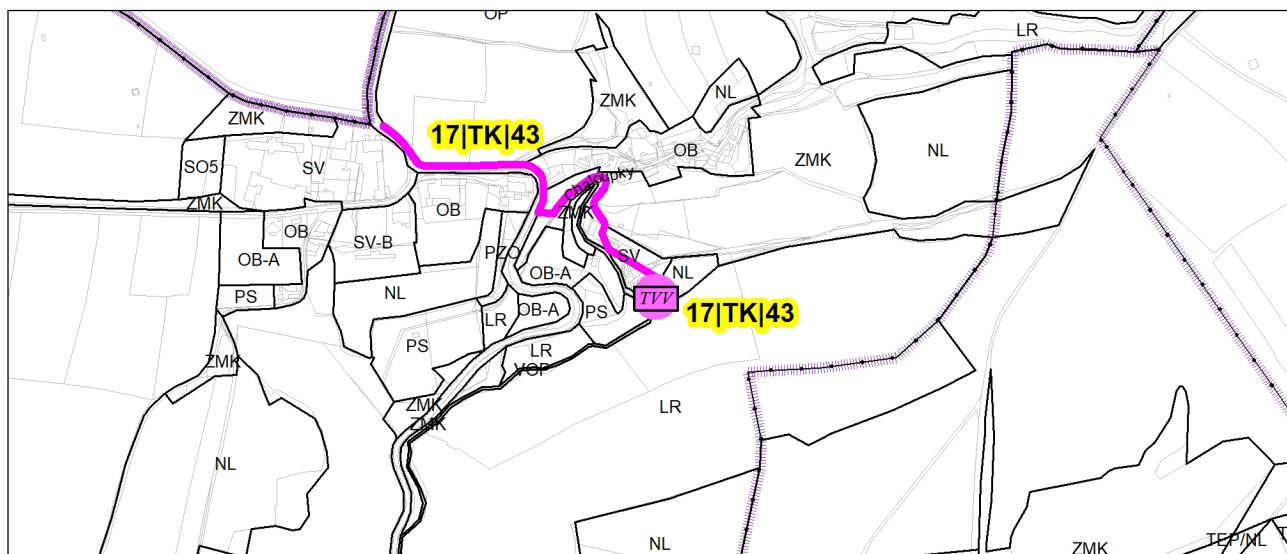 OP
LR
NL
ZMK
ZMK
17|TK|43
OB
SV
ZMK
NL
SO5
Chaloupky
ZMK
OB
ZMK
OB
SV-B
PZO
SV
OB-A
OB-A
NL
PS
NL
TVV
OB-A
PS
17|TK|43
LR
PS
LR
VOP
ZMK
LR
ZMK
ZMK
NL
NL
ZMK
TEP/NL